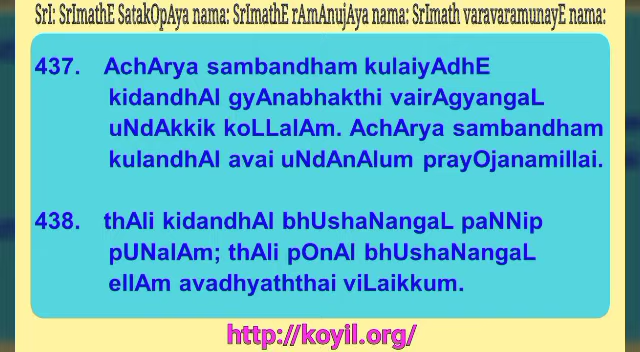 SrI: SrImathE SatakOpAya nama: SrImathE rAmAnujAya nama: SrImath varavaramunayE nama:
437. AchArya sambandham kulaiyAdhE
kidandhAl gyAnabhakthi vairAgyangaL
uNdAkkik koLLalAm. AchArya sambandham
kulandhAl avai uNdAnAlum prayOjanamillai.
438. thAli kidandhAl bhUshaNangaL paNNip
pUNalAm; thAli pOnAl bhUshaNangaL
ellAm avadhyaththai viLaikkum.
http://koyil.org/